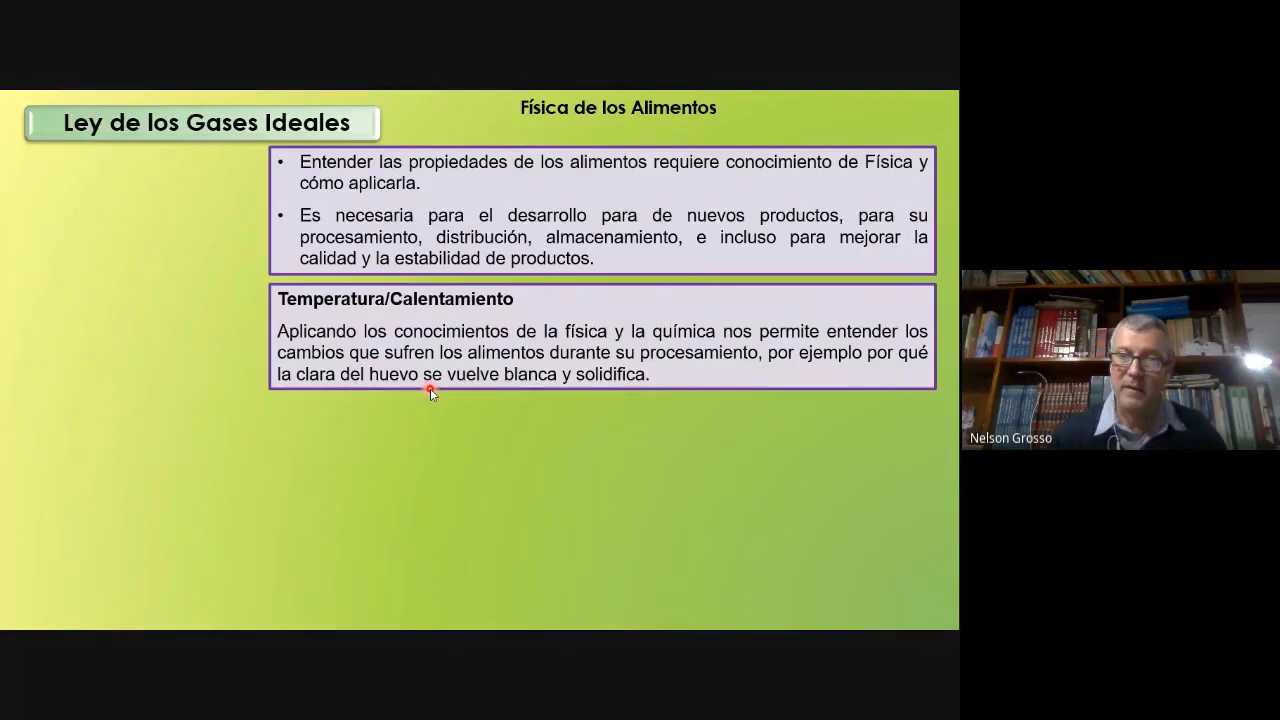 Física de los Alimentos
Ley de los Gases Ideales
• Entender las propiedades de los alimentos requiere conocimiento de Física y
cómo aplicarla.
• Es necesaria para el desarrollo para de nuevos productos, para su
procesamiento, distribución, almacenamiento, e incluso para mejorar la
calidad y la estabilidad de productos.
Temperatura/Calentamiento
Aplicando los conocimientos de la física y la química nos permite entender los
cambios que sufren los alimentos durante su procesamiento, por ejemplo por qué
la clara del huevo se vuelve blanca y solidifica.
Nelson Grosso